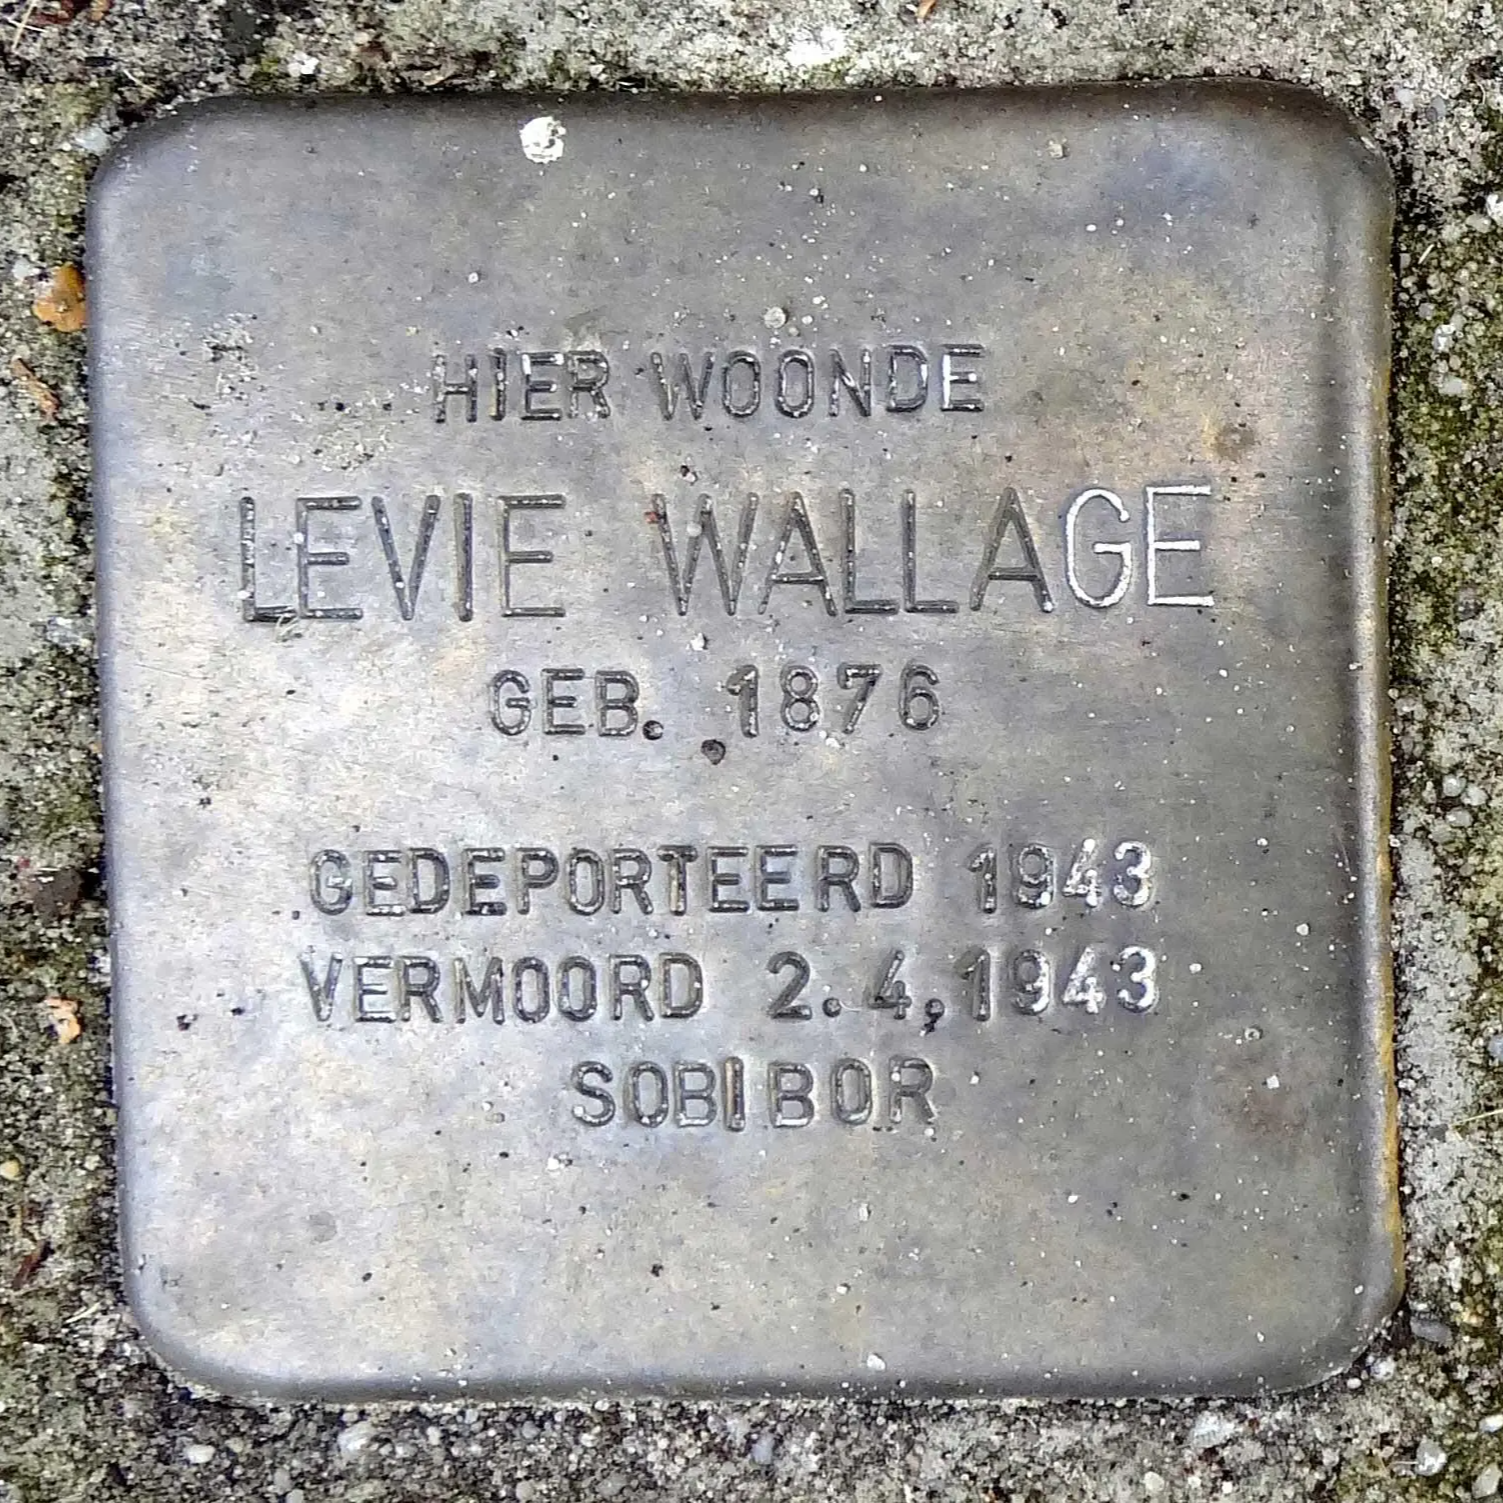 HIER WOONDE
LEVIE WALLAGE
GEB. 1876
GEDEPORTEERD 1943
VERMOORD 2.4,1943
SOBIBOR